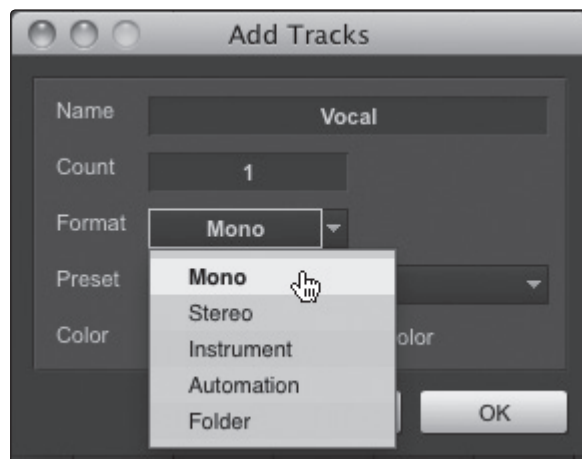 Add Tracks
Name Vocal
Count 1
Format Mono
Preset Mono
Stereo
Color olor
Instrument
Automation
Folder
OK